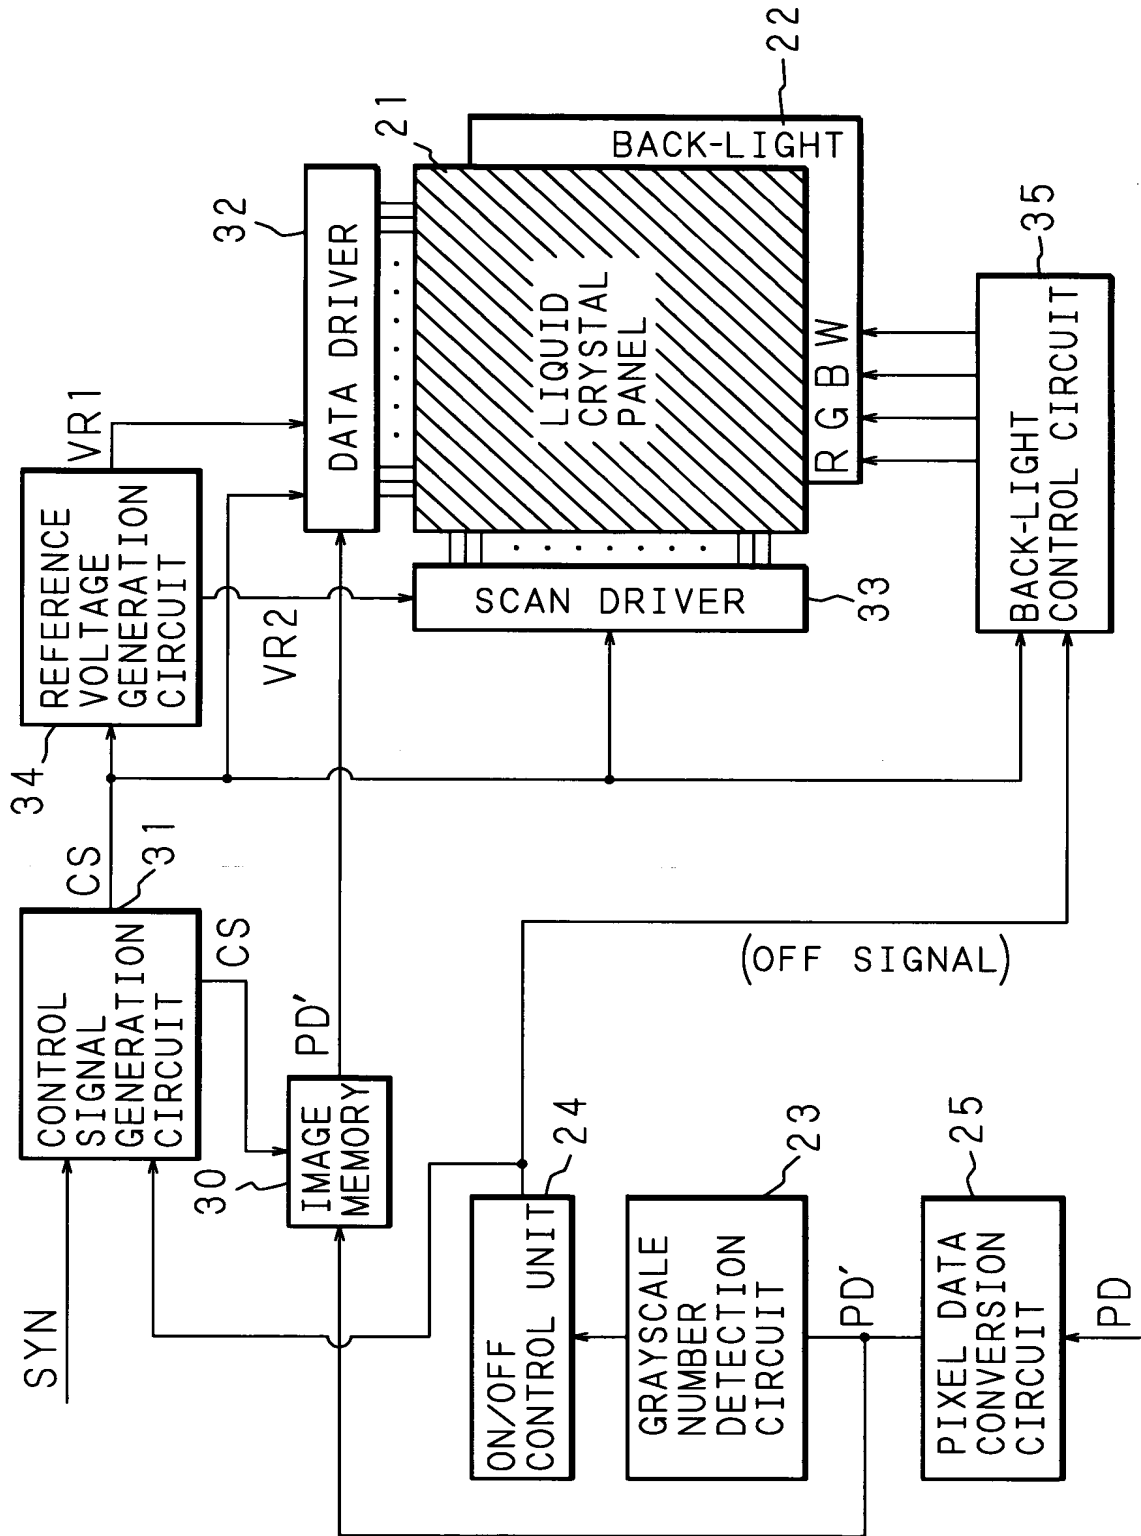 SYN
CONTROL
SIGNAL
GENERATION
CIRCUIT
31
CS
CS
34
REFERENCE
VOLTAGE
GENERATION
CIRCUIT
VR1
VR2
30
IMAGE
MEMORY
PD′
32
DATA DRIVER
SCAN DRIVER
33
21
LIQUID
CRYSTAL
PANEL
BACK-LIGHT
22
R G B W
ON/OFF
CONTROL UNIT
24
(OFF SIGNAL)
GRAYSCALE
NUMBER
DETECTION
CIRCUIT
23
PD′
PIXEL DATA
CONVERSION
CIRCUIT
25
PD
BACK-LIGHT
CONTROL CIRCUIT
35